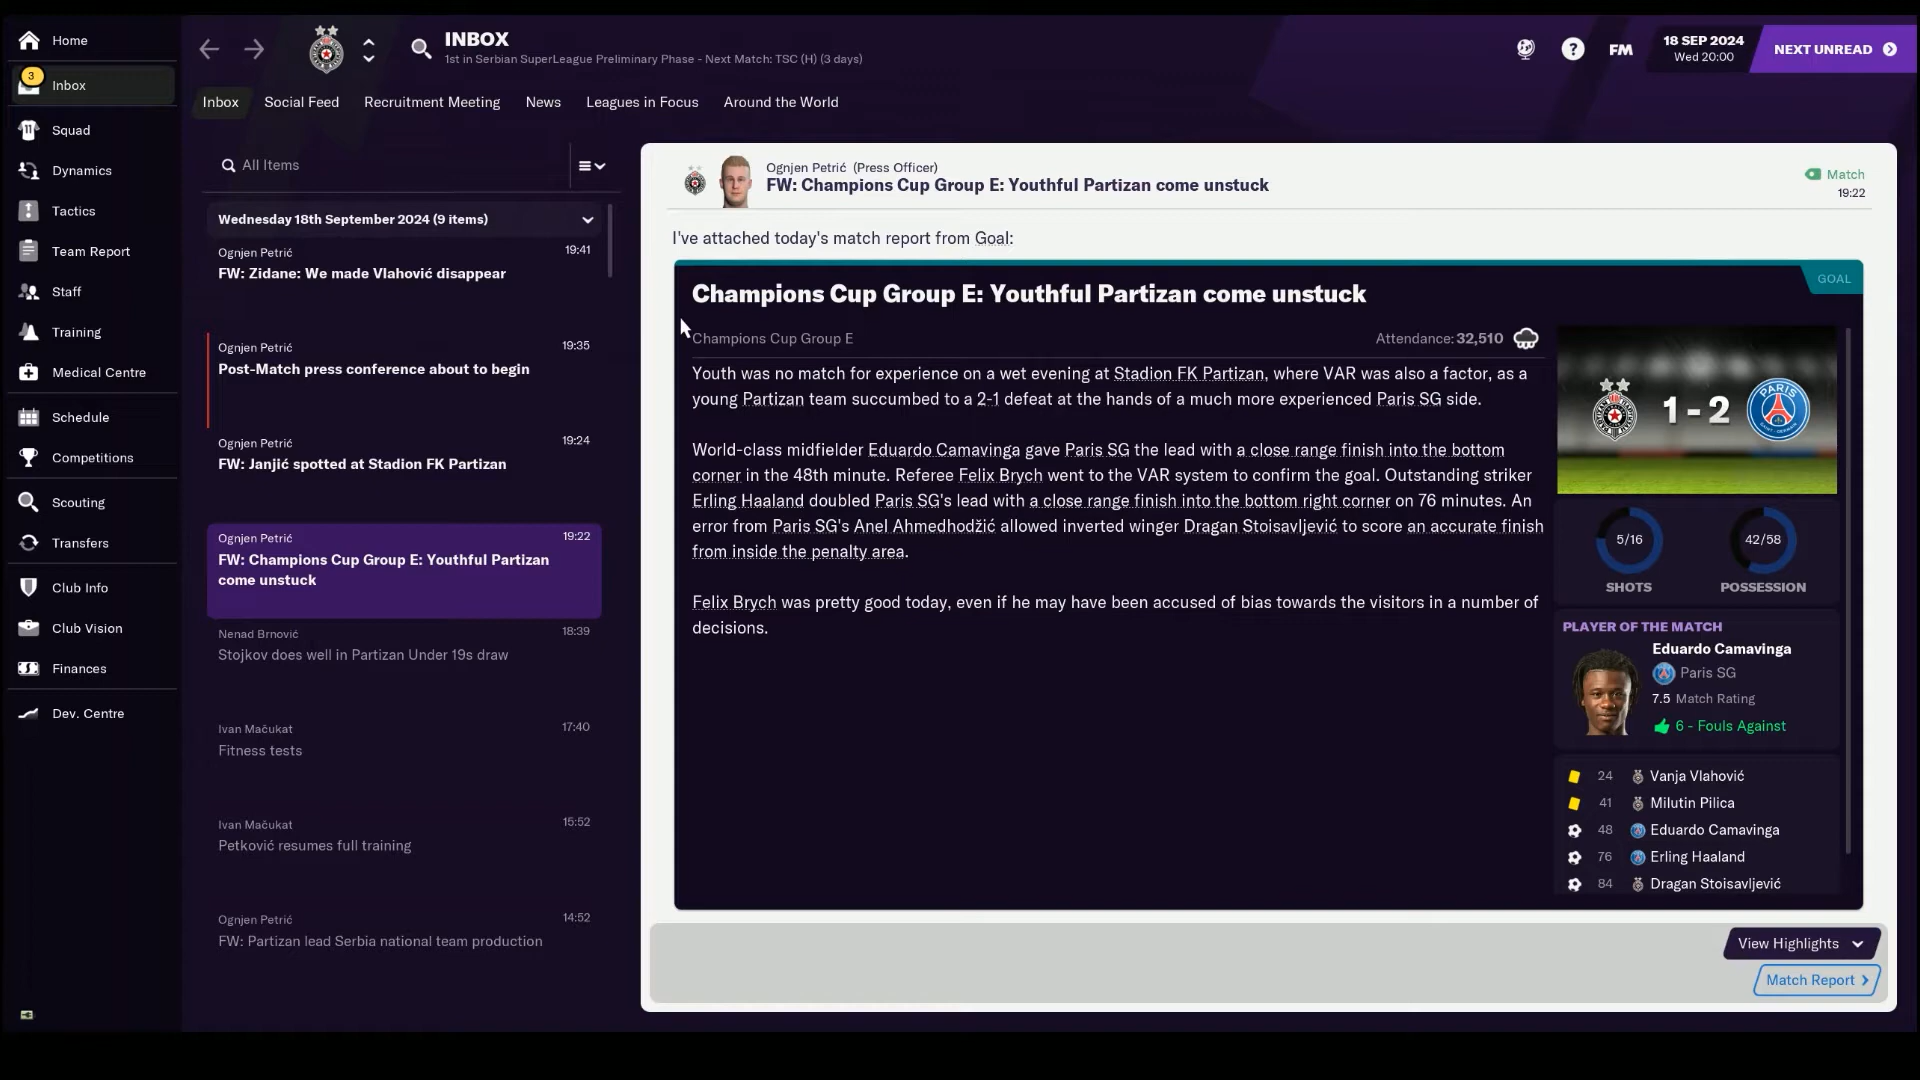 Home
3
Inbox
Squad
Dynamics
Tactics
Team Report
Staff
Training
Medical Centre
Schedule
Competitions
Scouting
Transfers
Club Info
Club Vision
Finances
Dev. Centre
INBOX
1st in Serbian SuperLeague Preliminary Phase - Next Match: TSC (H) (3 days)
?
FM
18 SEP 2024
Wed 20:00
NEXT UNREAD
Inbox Social Feed Recruitment Meeting News Leagues in Focus Around the World
All Items
Wednesday 18th September 2024 (9 items)
Ognjen Petrić 19:41
FW: Zidane: We made Vlahović disappear
Ognjen Petrić 19:35
Post-Match press conference about to begin
Ognjen Petrić 19:24
FW: Janjić spotted at Stadion FK Partizan
Ognjen Petrić 19:22
FW: Champions Cup Group E: Youthful Partizan
come unstuck
Nenad Brnović 18:39
Stojkov does well in Partizan Under 19s draw
Ivan Mačukat 17:40
Fitness tests
Ivan Mačukat 15:52
Petković resumes full training
Ognjen Petrić 14:52
FW: Partizan lead Serbia national team production
Ognjen Petrić (Press Officer)
FW: Champions Cup Group E: Youthful Partizan come unstuck
Match
19:22
I've attached today's match report from Goal:
GOAL
Champions Cup Group E: Youthful Partizan come unstuck
Champions Cup Group E Attendance: 32,510
Youth was no match for experience on a wet evening at Stadion FK Partizan, where VAR was also a factor, as a
young Partizan team succumbed to a 2-1 defeat at the hands of a much more experienced Paris SG side.
World-class midfielder Eduardo Camavinga gave Paris SG the lead with a close range finish into the bottom
corner in the 48th minute. Referee Felix Brych went to the VAR system to confirm the goal. Outstanding striker
Erling Haaland doubled Paris SG's lead with a close range finish into the bottom right corner on 76 minutes. An
error from Paris SG's Anel Ahmedhodžić allowed inverted winger Dragan Stoisavljević to score an accurate finish
from inside the penalty area.
Felix Brych was pretty good today, even if he may have been accused of bias towards the visitors in a number of
decisions.
1 - 2
PARIS
5/16
SHOTS
42/58
POSSESSION
PLAYER OF THE MATCH
Eduardo Camavinga
Paris SG
7.5 Match Rating
6 - Fouls Against
24 Vanja Vlahović
41 Milutin Pilica
48 Eduardo Camavinga
76 Erling Haaland
84 Dragan Stoisavljević
View Highlights
Match Report